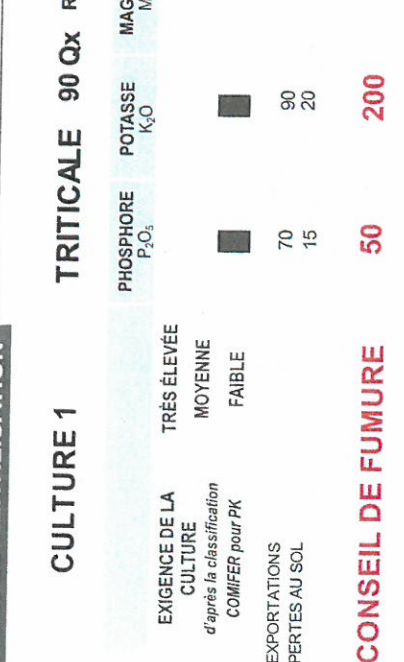 CULTURE 1 TRITICALE 90 Qx
PHOSPHORE POTASSE MAG
P₂O₅ K₂O M
EXIGENCE DE LA TRÈS ÉLEVÉE
CULTURE MOYENNE
d'après la classification
COMIFER pour PK FAIBLE
EXPORTATIONS 70 90
PERTES AU SOL 15 20
CONSEIL DE FUMURE 50 200